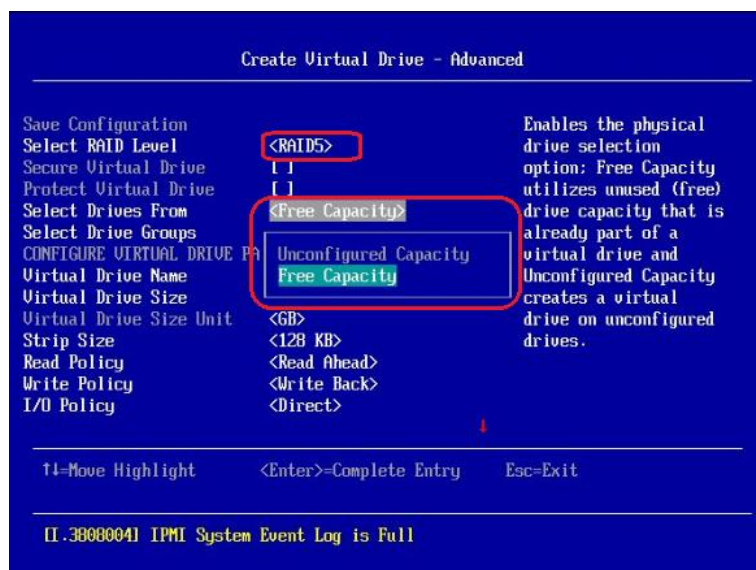 Create Virtual Drive - Advanced
Save Configuration
Select RAID Level <RAID5>
Secure Virtual Drive [ ]
Protect Virtual Drive [ ]
Select Drives From <Free Capacity>
Select Drive Groups
CONFIGURE VIRTUAL DRIVE PA
Unconfigured Capacity
Virtual Drive Name
Free Capacity
Virtual Drive Size
Virtual Drive Size Unit <GB>
Strip Size <128 KB>
Read Policy <Read Ahead>
Write Policy <Write Back>
I/O Policy <Direct>
Enables the physical
drive selection
option: Free Capacity
utilizes unused (free)
drive capacity that is
already part of a
virtual drive and
Unconfigured Capacity
creates a virtual
drive on unconfigured
drives.
↓
↑↓=Move Highlight <Enter>=Complete Entry Esc=Exit
[I.3808004] IPMI System Event Log is Full